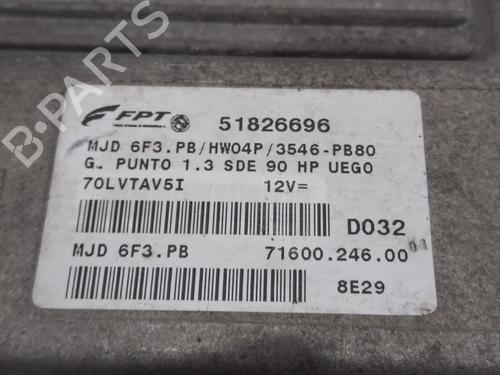 B-PARTS
FPT 51826696
MJD 6F3.PB/HW04P/3546-PB80
G. PUNTO 1.3 SDE 90 HP UEGO
70LVTAV5I 12V=
D032
MJD 6F3.PB 71600.246.00
8E29